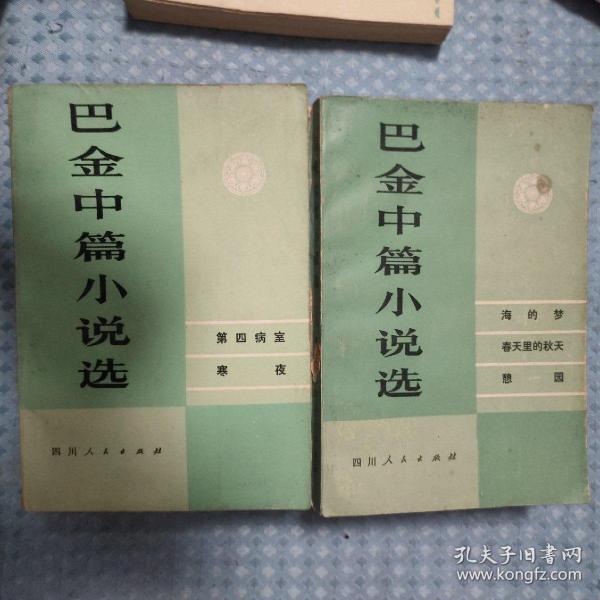 巴金中篇小说选
第四病室
寒夜
四川人民出版社
巴金中篇小说选
海的梦
春天里的秋天
憩园
四川人民出版社
孔夫子旧书网
www.kongfz.com